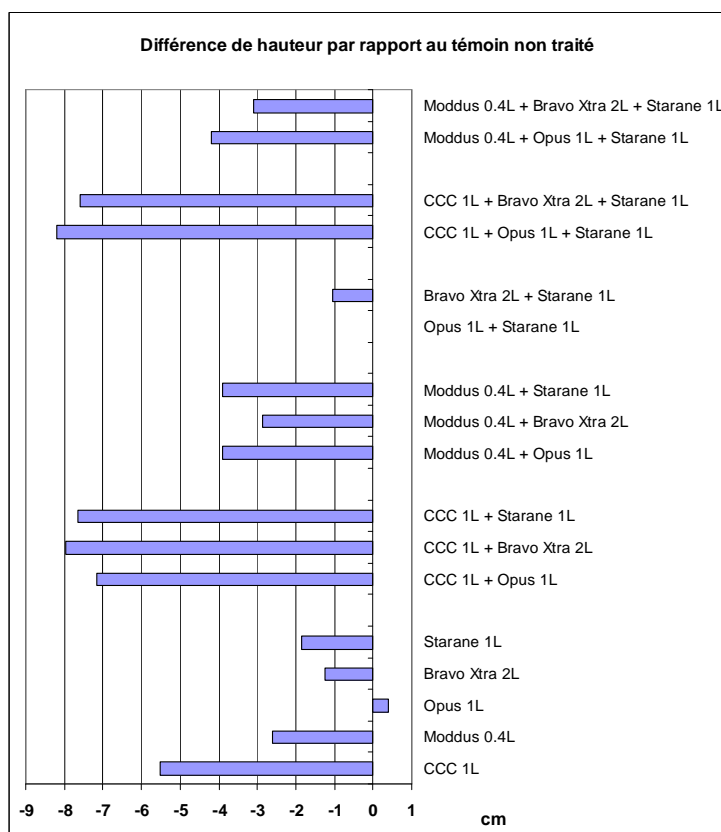 Différence de hauteur par rapport au témoin non traité
Moddus 0.4L + Bravo Xtra 2L + Starane 1L
Moddus 0.4L + Opus 1L + Starane 1L
CCC 1L + Bravo Xtra 2L + Starane 1L
CCC 1L + Opus 1L + Starane 1L
Bravo Xtra 2L + Starane 1L
Opus 1L + Starane 1L
Moddus 0.4L + Starane 1L
Moddus 0.4L + Bravo Xtra 2L
Moddus 0.4L + Opus 1L
CCC 1L + Starane 1L
CCC 1L + Bravo Xtra 2L
CCC 1L + Opus 1L
Starane 1L
Bravo Xtra 2L
Opus 1L
Moddus 0.4L
CCC 1L
-9 -8 -7 -6 -5 -4 -3 -2 -1 0 1
cm